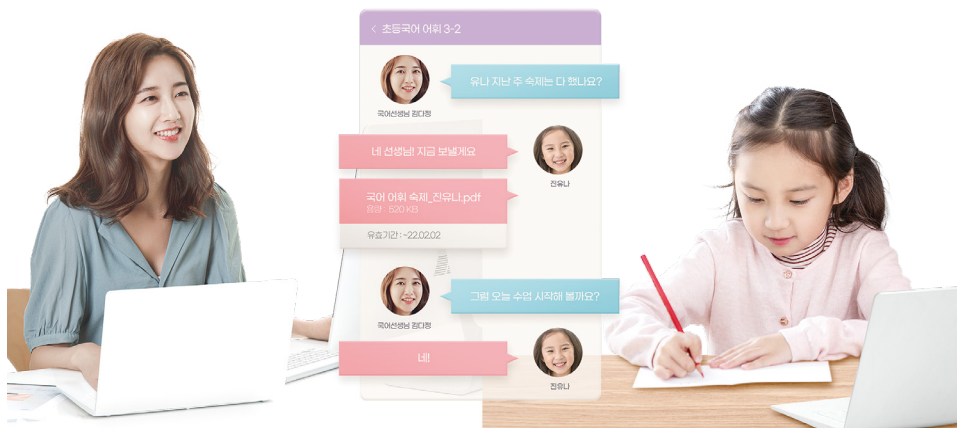 < 초등국어 어휘 3-2
유나 지난 주 숙제는 다 했나요?
국어선생님 김다정
네 선생님! 지금 보낼게요
진유나
국어 어휘 숙제_진유나.pdf
용량 : 520 KB
유효기간 : ~22.02.02
그럼 오늘 수업 시작해 볼까요?
국어선생님 김다정
네!
진유나